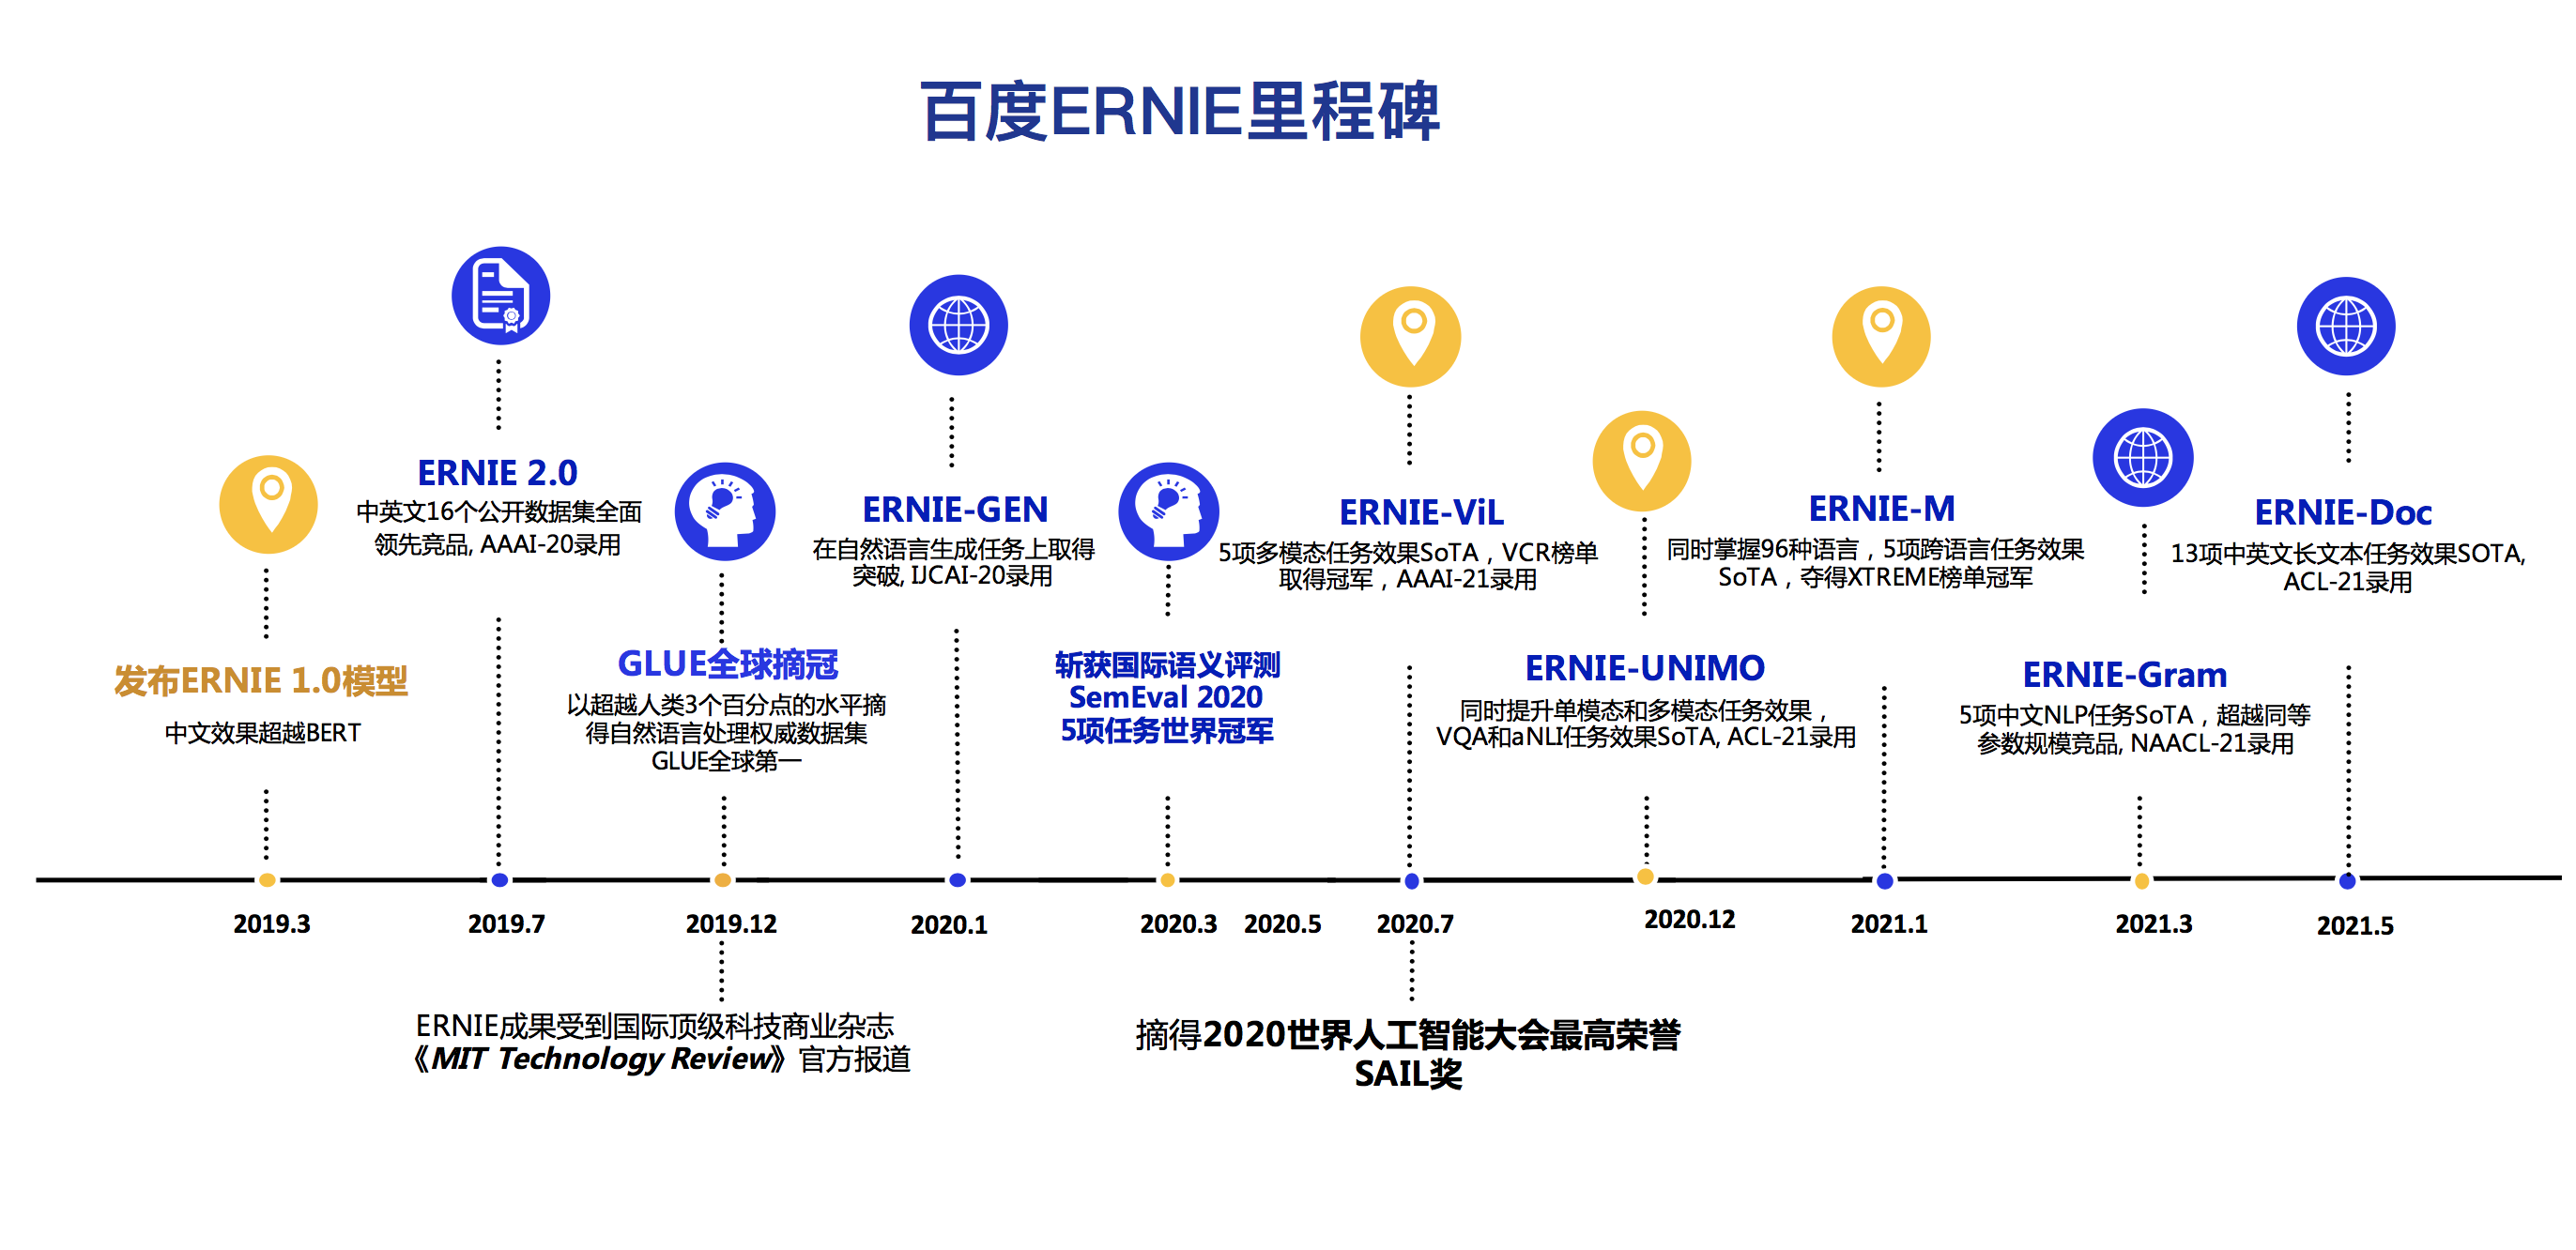 百度ERNIE里程碑
发布ERNIE 1.0模型
中文效果超越BERT
ERNIE 2.0
中英文16个公开数据集全面
领先竞品, AAAI-20录用
GLUE全球摘冠
以超越人类3个百分点的水平摘
得自然语言处理权威数据集
GLUE全球第一
ERNIE-GEN
在自然语言生成任务上取得
突破, IJCAI-20录用
斩获国际语义评测
SemEval 2020
5项任务世界冠军
ERNIE-ViL
5项多模态任务效果SoTA，VCR榜单
取得冠军，AAAI-21录用
ERNIE-UNIMO
同时提升单模态和多模态任务效果，
VQA和aNLI任务效果SoTA, ACL-21录用
ERNIE-M
同时掌握96种语言，5项跨语言任务效果
SoTA，夺得XTREME榜单冠军
ERNIE-Gram
5项中文NLP任务SoTA，超越同等
参数规模竞品, NAACL-21录用
ERNIE-Doc
13项中英文长文本任务效果SOTA,
ACL-21录用
2019.3
2019.7
2019.12
2020.1
2020.3
2020.5
2020.7
2020.12
2021.1
2021.3
2021.5
ERNIE成果受到国际顶级科技商业杂志
《MIT Technology Review》官方报道
摘得2020世界人工智能大会最高荣誉
SAIL奖